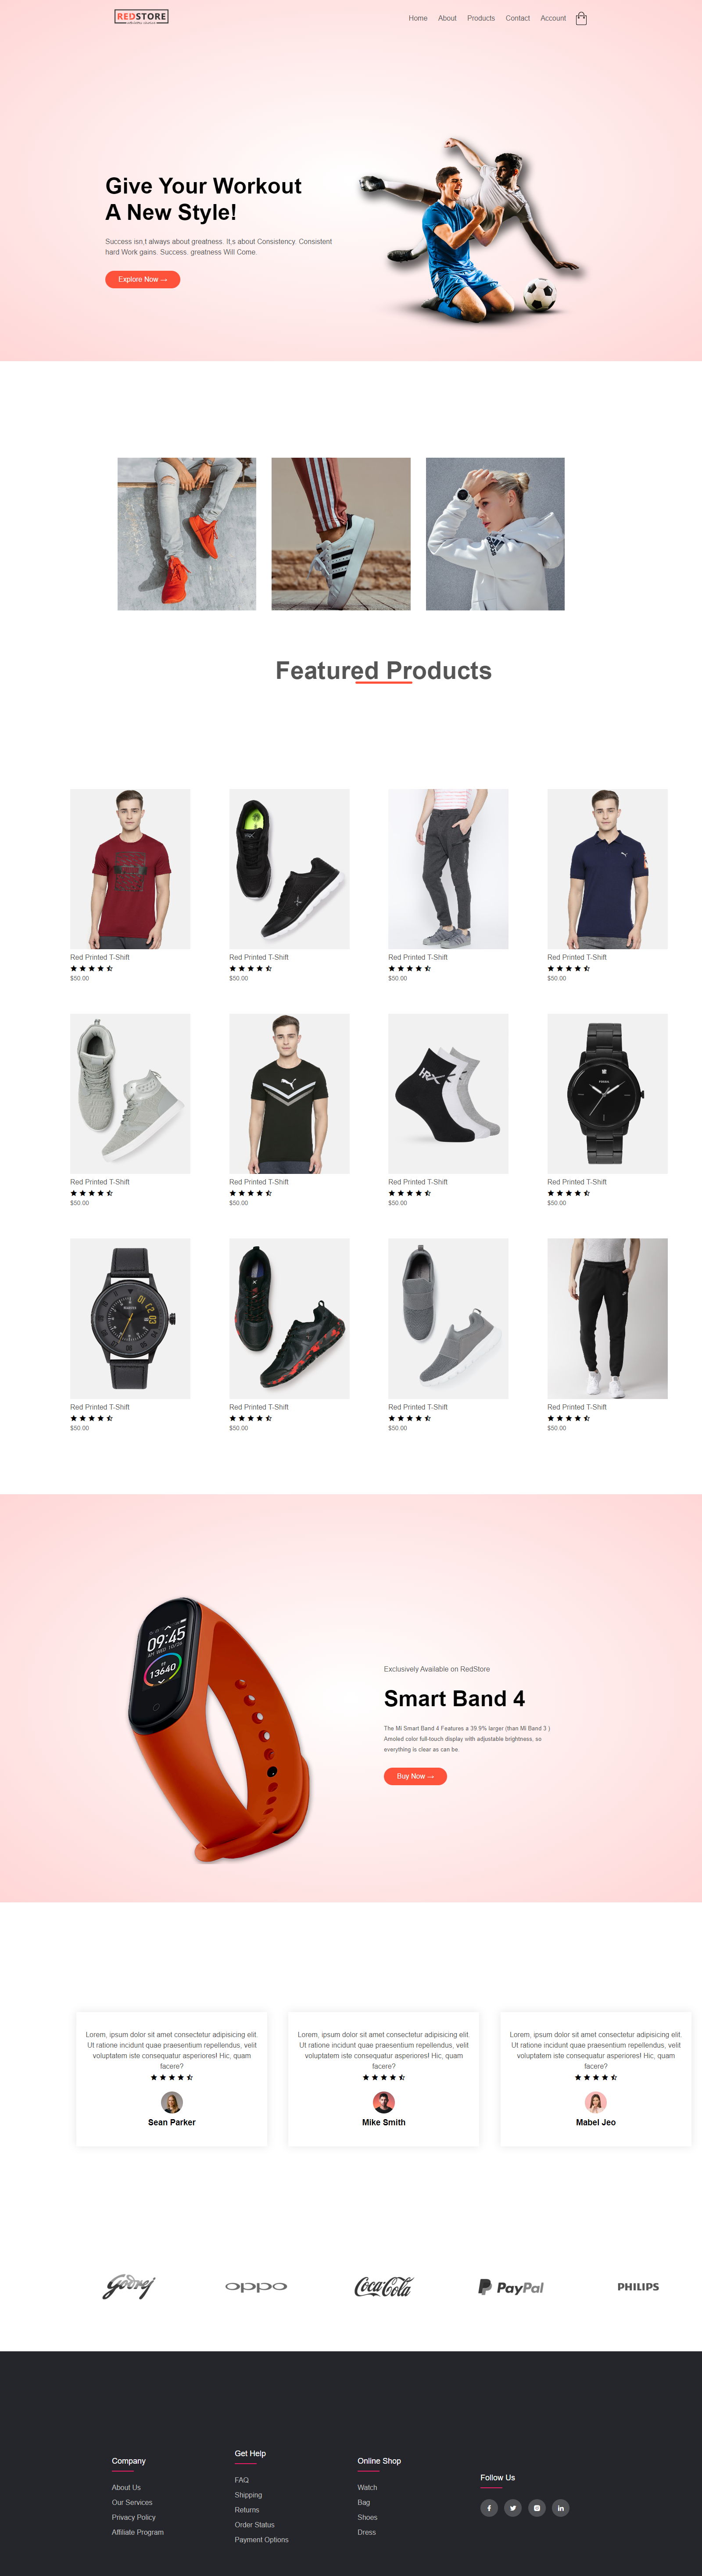 REDSTORE
Home About Products Contact Account
Give Your Workout
A New Style!
Success isn,t always about greatness. It,s about Consistency. Consistent
hard Work gains. Success. greatness Will Come.
Explore Now →
Featured Products
Red Printed T-Shift
$50.00
Red Printed T-Shift
$50.00
Red Printed T-Shift
$50.00
Red Printed T-Shift
$50.00
Red Printed T-Shift
$50.00
Red Printed T-Shift
$50.00
HRX
Red Printed T-Shift
$50.00
FOSSIL
Red Printed T-Shift
$50.00
Red Printed T-Shift
$50.00
Red Printed T-Shift
$50.00
Red Printed T-Shift
$50.00
Red Printed T-Shift
$50.00
09:45
13640
Exclusively Available on RedStore
Smart Band 4
The Mi Smart Band 4 Features a 39.9% larger (than Mi Band 3 )
Amoled color full-touch display with adjustable brightness, so
everything is clear as can be.
Buy Now →
Lorem, ipsum dolor sit amet consectetur adipisicing elit.
Ut ratione incidunt quae praesentium repellendus, velit
voluptatem iste consequatur asperiores! Hic, quam
facere?
Sean Parker
Lorem, ipsum dolor sit amet consectetur adipisicing elit.
Ut ratione incidunt quae praesentium repellendus, velit
voluptatem iste consequatur asperiores! Hic, quam
facere?
Mike Smith
Lorem, ipsum dolor sit amet consectetur adipisicing elit.
Ut ratione incidunt quae praesentium repellendus, velit
voluptatem iste consequatur asperiores! Hic, quam
facere?
Mabel Jeo
Godrej oppo Coca-Cola PayPal PHILIPS
Company
About Us
Our Services
Privacy Policy
Affiliate Program
Get Help
FAQ
Shipping
Returns
Order Status
Payment Options
Online Shop
Watch
Bag
Shoes
Dress
Follow Us